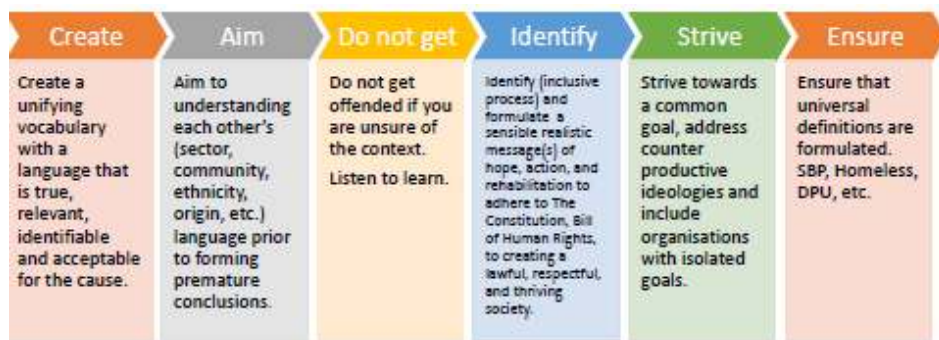 Create
Create a
unifying
vocabulary
with a
language that
is true,
relevant,
identifiable
and acceptable
for the cause.
Aim
Aim to
understanding
each other's
(sector,
community,
ethnicity,
origin, etc.)
language prior
to forming
premature
conclusions.
Do not get
Do not get
offended if you
are unsure of
the context.
Listen to learn.
Identify
Identify (inclusive
process) and
formulate a
sensible realistic
message(s) of
hope, action, and
rehabilitation to
adhere to The
Constitution, Bill
of Human Rights,
to creating a
lawful, respectful,
and thriving
society.
Strive
Strive towards
a common
goal, address
counter
productive
ideologies and
include
organisations
with isolated
goals.
Ensure
Ensure that
universal
definitions are
formulated.
SBP, Homeless,
DPU, etc.